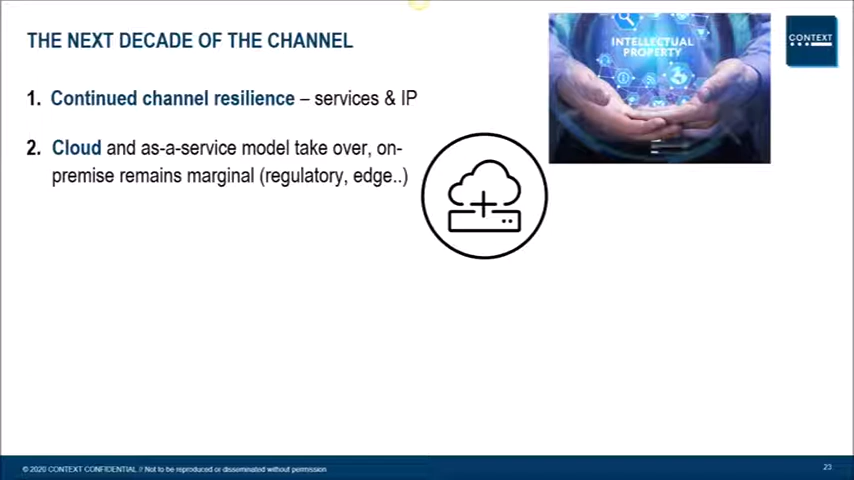 THE NEXT DECADE OF THE CHANNEL
INTELLECTUAL
PROPERTY
CONTEXT
1. Continued channel resilience – services & IP
2. Cloud and as-a-service model take over, on-
premise remains marginal (regulatory, edge..)
© 2020 CONTEXT CONFIDENTIAL // Not to be reproduced or disseminated without permission
23